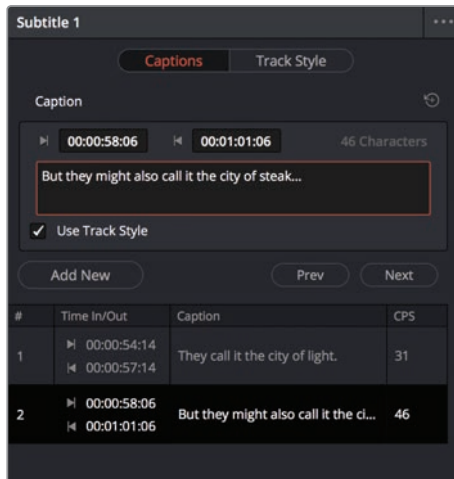 Subtitle 1
Captions Track Style
Caption
00:00:58:06 00:01:01:06 46 Characters
But they might also call it the city of steak...
Use Track Style
Add New Prev Next
# Time In/Out Caption CPS
1 00:00:54:14 00:00:57:14 They call it the city of light. 31
2 00:00:58:06 00:01:01:06 But they might also call it the ci... 46